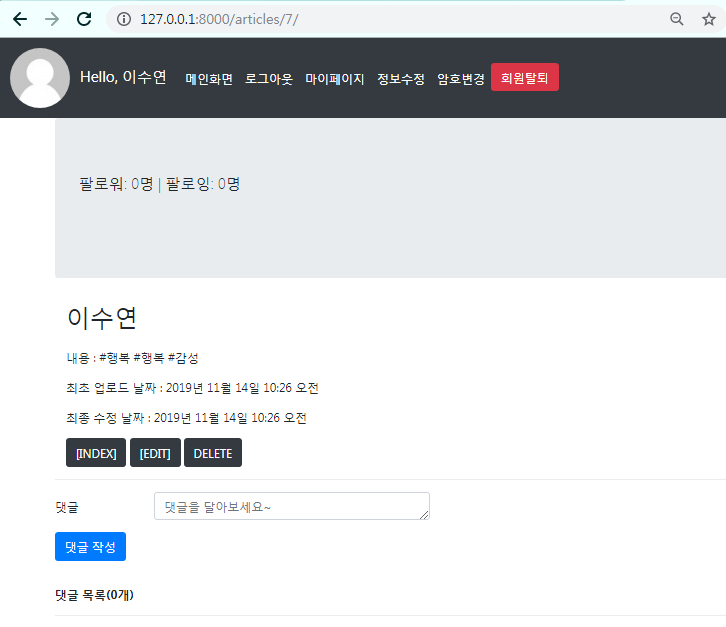 127.0.0.1:8000/articles/7/
Hello, 이수연 메인화면 로그아웃 마이페이지 정보수정 암호변경 회원탈퇴
팔로워: 0명 | 팔로잉: 0명
이수연
내용 : #행복 #행복 #감성
최초 업로드 날짜 : 2019년 11월 14일 10:26 오전
최종 수정 날짜 : 2019년 11월 14일 10:26 오전
[INDEX] [EDIT] DELETE
댓글 댓글을 달아보세요~
댓글 작성
댓글 목록(0개)